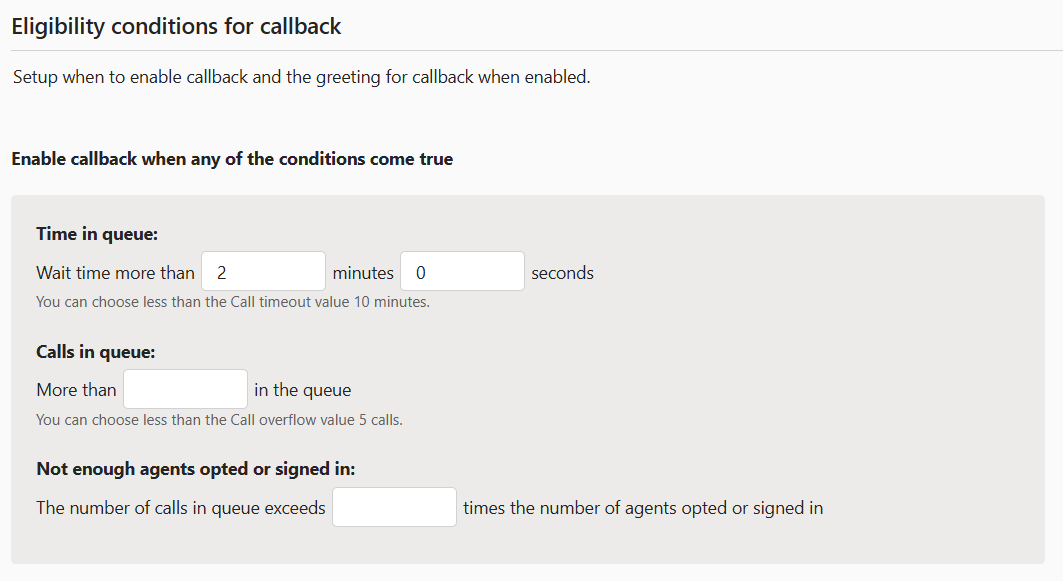 Eligibility conditions for callback
Setup when to enable callback and the greeting for callback when enabled.
Enable callback when any of the conditions come true
Time in queue:
Wait time more than 2 minutes 0 seconds
You can choose less than the Call timeout value 10 minutes.
Calls in queue:
More than in the queue
You can choose less than the Call overflow value 5 calls.
Not enough agents opted or signed in:
The number of calls in queue exceeds times the number of agents opted or signed in